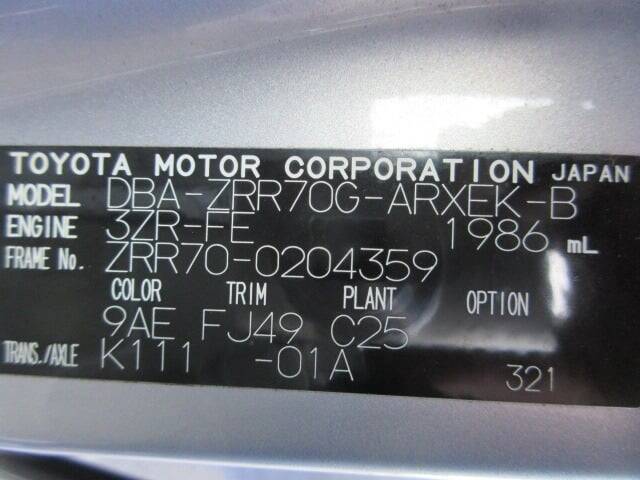 TOYOTA MOTOR CORPORATION JAPAN
MODEL DBA-ZRR70G-ARXEK-B
ENGINE 3ZR-FE 1986 mL
FRAME No. ZRR70-0204359
COLOR TRIM PLANT OPTION
9AE FJ49 C25
TRANS./AXLE K111 -01A 321